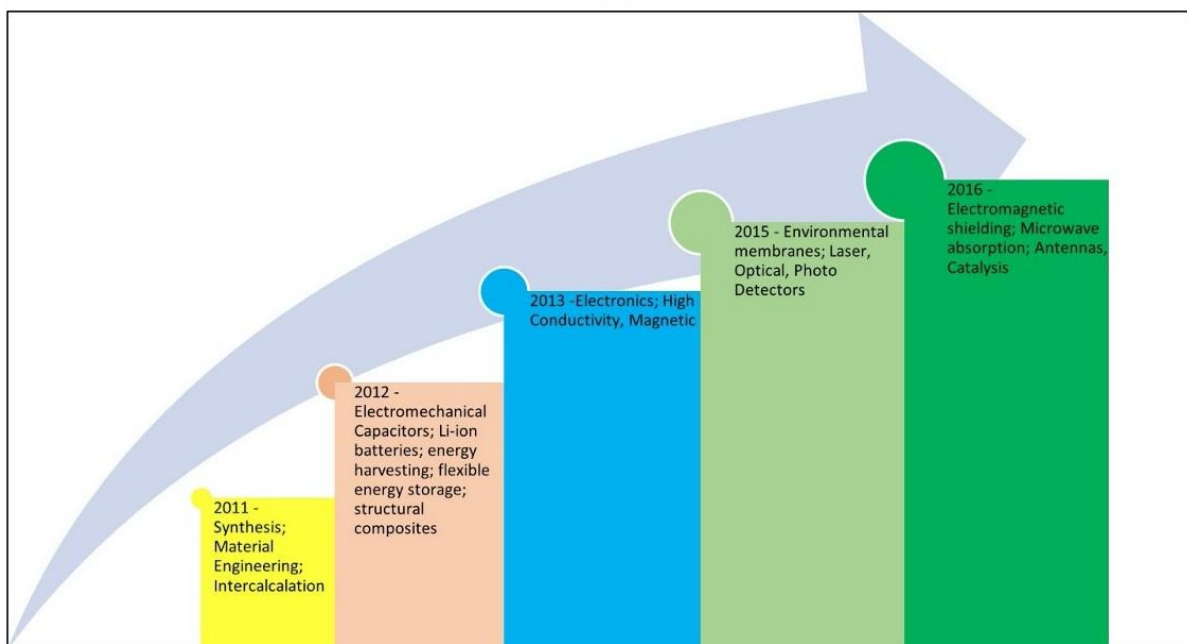 2011 -
Synthesis;
Material
Engineering;
Intercalcalation
2012 -
Electromechanical
Capacitors; Li-ion
batteries; energy
harvesting; flexible
energy storage;
structural
composites
2013 -Electronics; High
Conductivity, Magnetic
2015 - Environmental
membranes; Laser,
Optical, Photo
Detectors
2016 -
Electromagnetic
shielding; Microwave
absorption; Antennas,
Catalysis